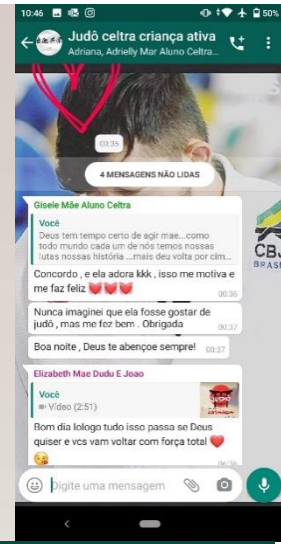 10:46
50%
Judô celtra criança ativa
Adriana, Adrielly Mar Aluno Celtra...
00:35
4 MENSAGENS NÃO LIDAS
Gisele Mãe Aluno Celtra
Você
Deus tem tempo certo de agir mae...como
todo mundo cada um de nós temos nossas
lutas nossas história ...mais deu volta por cim...
Concordo , e ela adora kkk , isso me motiva e
me faz feliz
00:36
Nunca imaginei que ela fosse gostar de
judô , mas me fez bem . Obrigada
00:37
Boa noite , Deus te abençoe sempre!
00:37
Elizabeth Mae Dudu E Joao
Você
Vídeo (2:51)
Bom dia lologo tudo isso passa se Deus
quiser e vcs vam voltar com força total
Digite uma mensagem
CBJ
BRAS